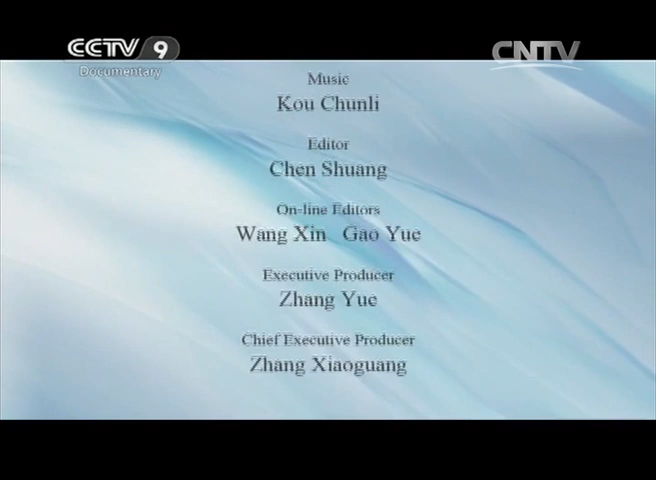 CCTV 9
Documentary
CNTV
Music
Kou Chunli
Editor
Chen Shuang
On-line Editors
Wang Xin Gao Yue
Executive Producer
Zhang Yue
Chief Executive Producer
Zhang Xiaoguang